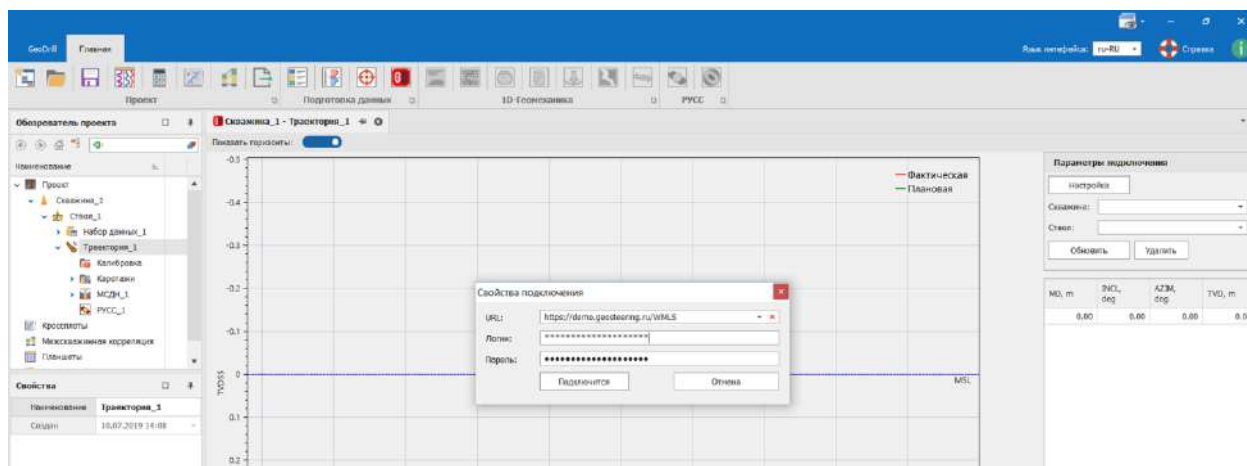 GeoDrill Главная
Язык интерфейса: ru-RU Справка
Проект Подготовка данных 1D-Геомеханика РУСС
Обозреватель проекта
Наименование
Проект
Скважина_1
Ствол_1
Набор данных_1
Траектория_1
Калибровка
Каротажи
МСДН_1
РУСС_1
Кроссплоты
Межскважинная корреляция
Планшеты
Свойства
Наименование Траектория_1
Создан 10.07.2019 14:08
Скважина_1 - Траектория_1
Показать горизонты:
-0.5
-0.4
-0.3
-0.2
-0.1
0
0.1
0.2
TVDSS
Фактическая
Плановая
MSL
Свойства подключения
URL: https://demo.geosteering.ru/WMLS
Логин: ********************
Пароль: ●●●●●●●●●●●●●●●●●●●●
Подключится Отмена
Параметры подключения
Настройки
Скважина:
Ствол:
Обновить Удалить
MD, m INCL, deg AZIM, deg TVD, m
0.00 0.00 0.00 0.0